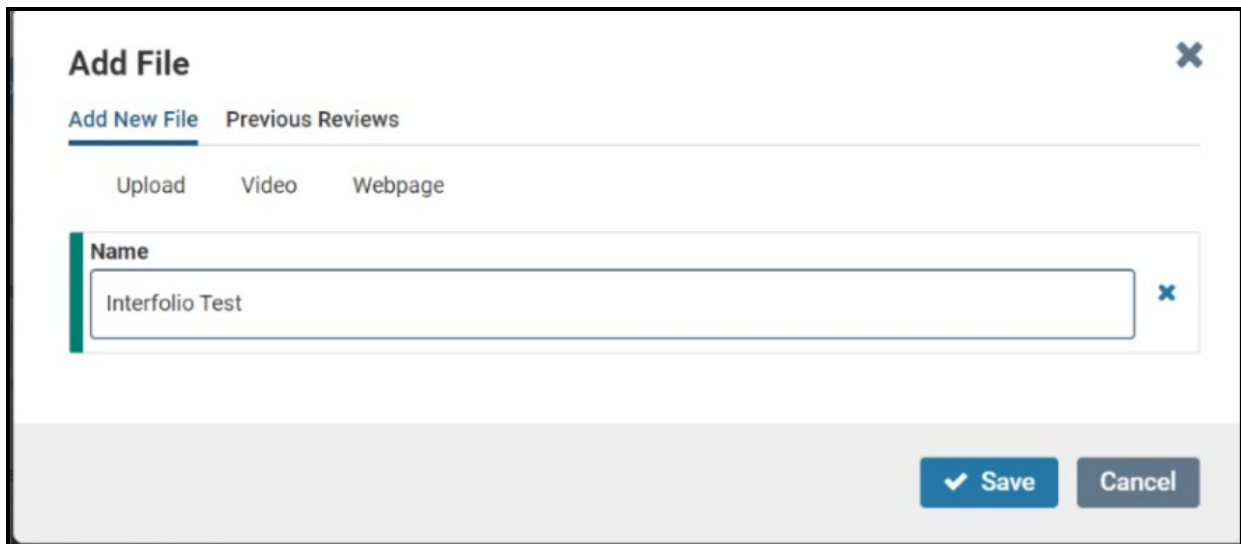 Add File
Add New File Previous Reviews
Upload Video Webpage
Name
Interfolio Test
Save Cancel